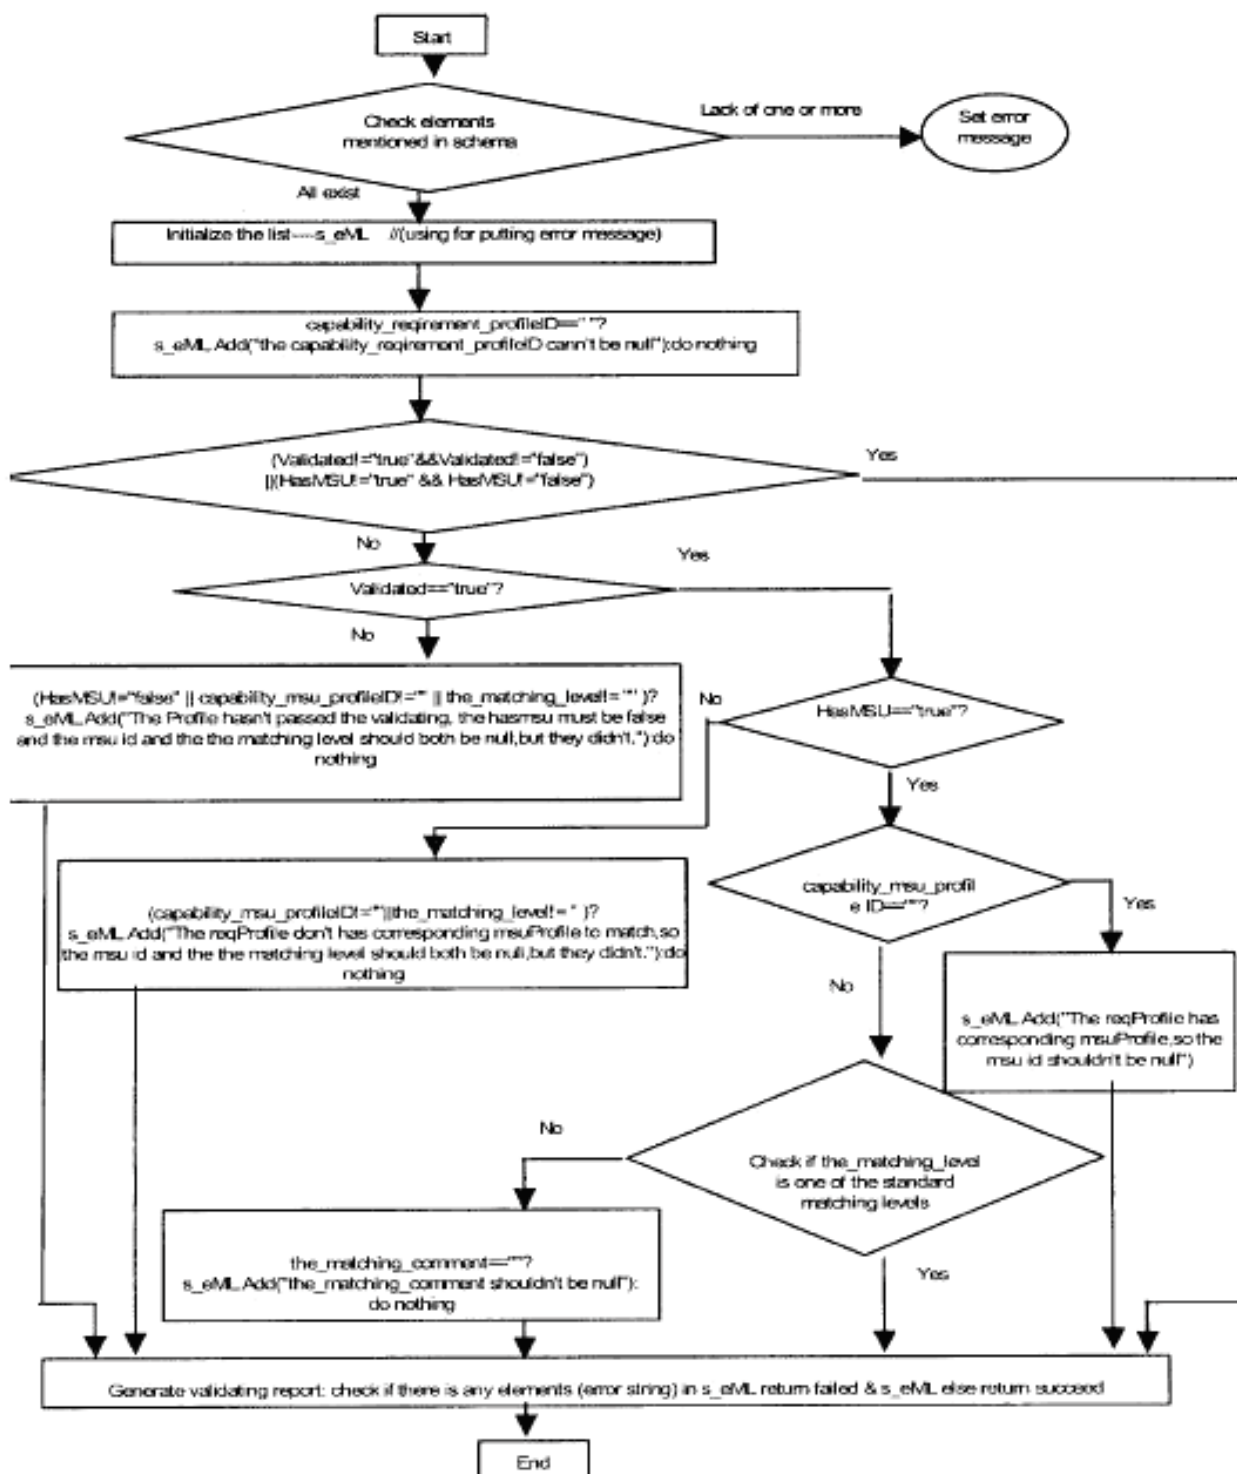 Start
Check elements
mentioned in schema
Lack of one or more
Set error
message
All exist
Initialize the list----s_eML //(using for putting error message)
capability_reqirement_profileID==" "?
s_eML.Add("the capability_reqirement_profileID cann't be null"):do nothing
(Validated!="true"&&Validated!="false")
||(HasMSU!="true" && HasMSU!="false")
Yes
No
Validated=="true"?
Yes
No
(HasMSU!="false" || capability_msu_profileID!="" || the_matching_level!= "" )?
s_eML.Add("The Profile hasn't passed the validating, the hasmsu must be false
and the msu id and the the matching level should both be null,but they didn't."):do
nothing
No
HasMSU=="true"?
Yes
capability_msu_profil
e ID==""?
Yes
(capability_msu_profileID!=""||the_matching_level!= " )?
s_eML.Add("The reqProfile don't has corresponding msuProfile to match,so
the msu id and the the matching level should both be null,but they didn't."):do
nothing
No
s_eML.Add("The reqProfile has
corresponding msuProfile,so the
msu id shouldn't be null")
No
Check if the_matching_level
is one of the standard
matching levels
the_matching_comment==""?
s_eML.Add("the_matching_comment shouldn't be null"):
do nothing
Yes
Generate validating report: check if there is any elements (error string) in s_eML return failed & s_eML else return succeed
End